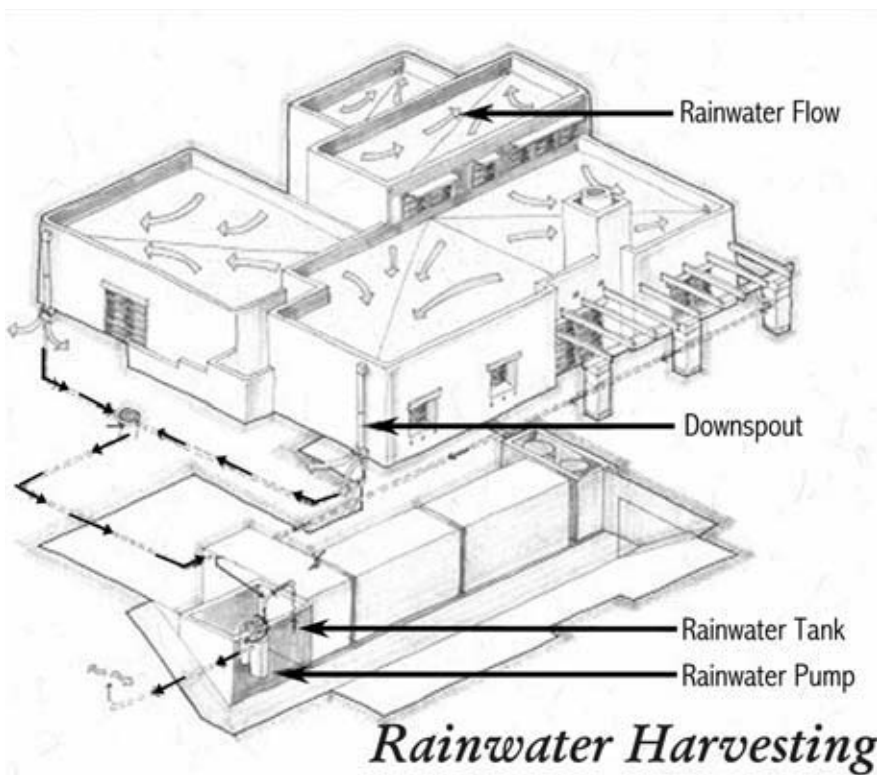 Rainwater Flow
Downspout
Rainwater Tank
Rainwater Pump
Rainwater Harvesting